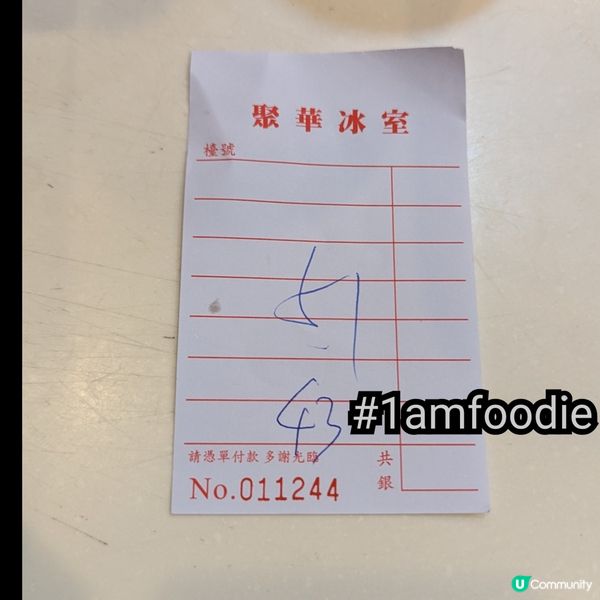 聚華冰室
檯號
51
43
#1amfoodie
請憑單付款 多謝光臨
共銀
No.011244
U Community